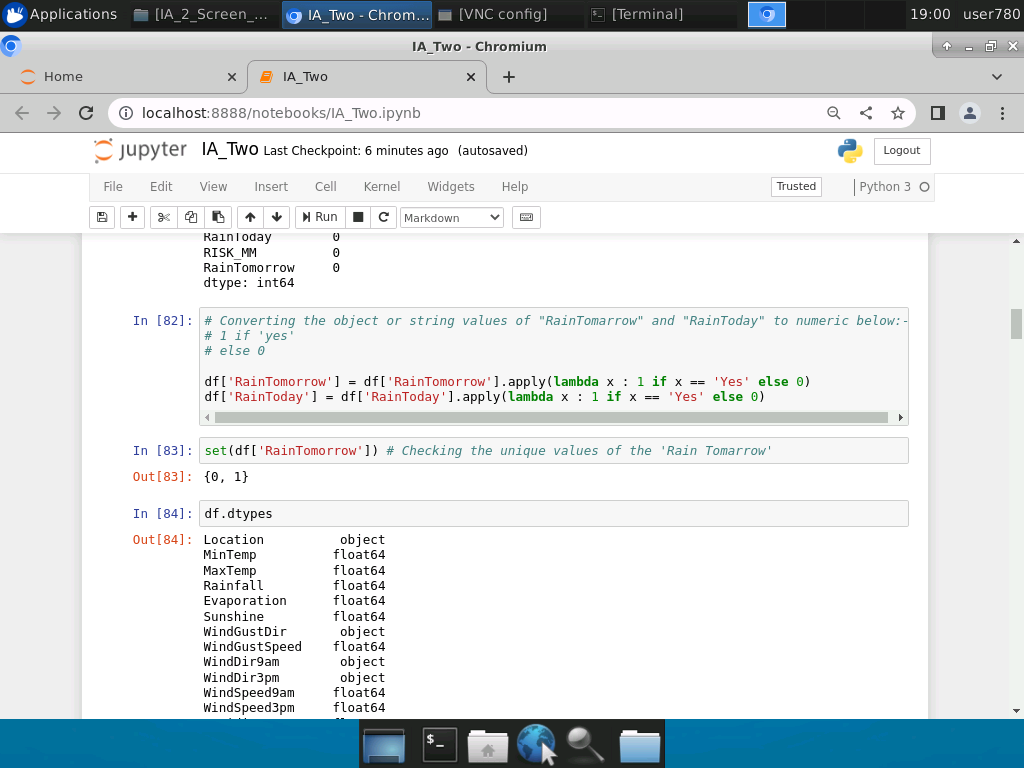 Applications [IA_2_Screen_... IA_Two - Chrom... [VNC config] [Terminal] 19:00 user780
IA_Two - Chromium
Home IA_Two
localhost:8888/notebooks/IA_Two.ipynb
jupyter IA_Two Last Checkpoint: 6 minutes ago (autosaved) Logout
File Edit View Insert Cell Kernel Widgets Help Trusted Python 3
Run Markdown
RainToday 0
RISK_MM 0
RainTomorrow 0
dtype: int64
In [82]: # Converting the object or string values of "RainTomarrow" and "RainToday" to numeric below:-
# 1 if 'yes'
# else 0
df['RainTomorrow'] = df['RainTomorrow'].apply(lambda x : 1 if x == 'Yes' else 0)
df['RainToday'] = df['RainToday'].apply(lambda x : 1 if x == 'Yes' else 0)
In [83]: set(df['RainTomorrow']) # Checking the unique values of the 'Rain Tomarrow'
Out[83]: {0, 1}
In [84]: df.dtypes
Out[84]: Location object
MinTemp float64
MaxTemp float64
Rainfall float64
Evaporation float64
Sunshine float64
WindGustDir object
WindGustSpeed float64
WindDir9am object
WindDir3pm object
WindSpeed9am float64
WindSpeed3pm float64
$_